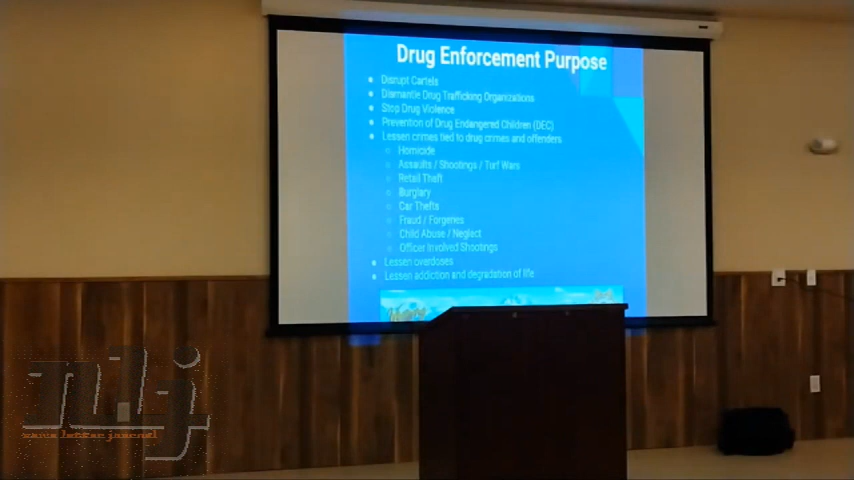 Drug Enforcement Purpose
Disrupt Cartels
Dismantle Drug Trafficking Organizations
Stop Drug Violence
Prevention of Drug Endangered Children (DEC)
Lessen crimes tied to drug crimes and offenders
Homicide
Assaults / Shootings / Turf Wars
Retail Theft
Burglary
Car Thefts
Fraud / Forgeries
Child Abuse / Neglect
Officer Involved Shootings
Lessen overdoses
Lessen addiction and degradation of life
nlj